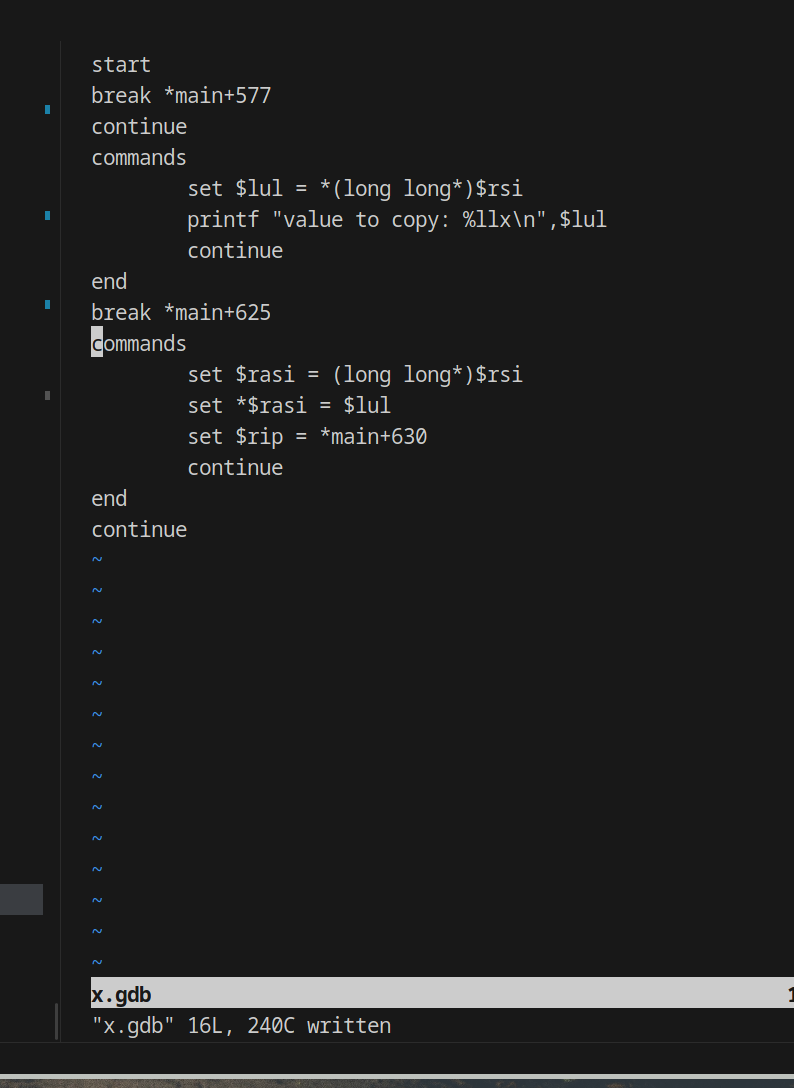 start
break *main+577
continue
commands
        set $lul = *(long long*)$rsi
        printf "value to copy: %llx\n",$lul
        continue
end
break *main+625
commands
        set $rasi = (long long*)$rsi
        set *$rasi = $lul
        set $rip = *main+630
        continue
end
continue
~
~
~
~
~
~
~
~
~
~
~
~
~
~
x.gdb 1
"x.gdb" 16L, 240C written